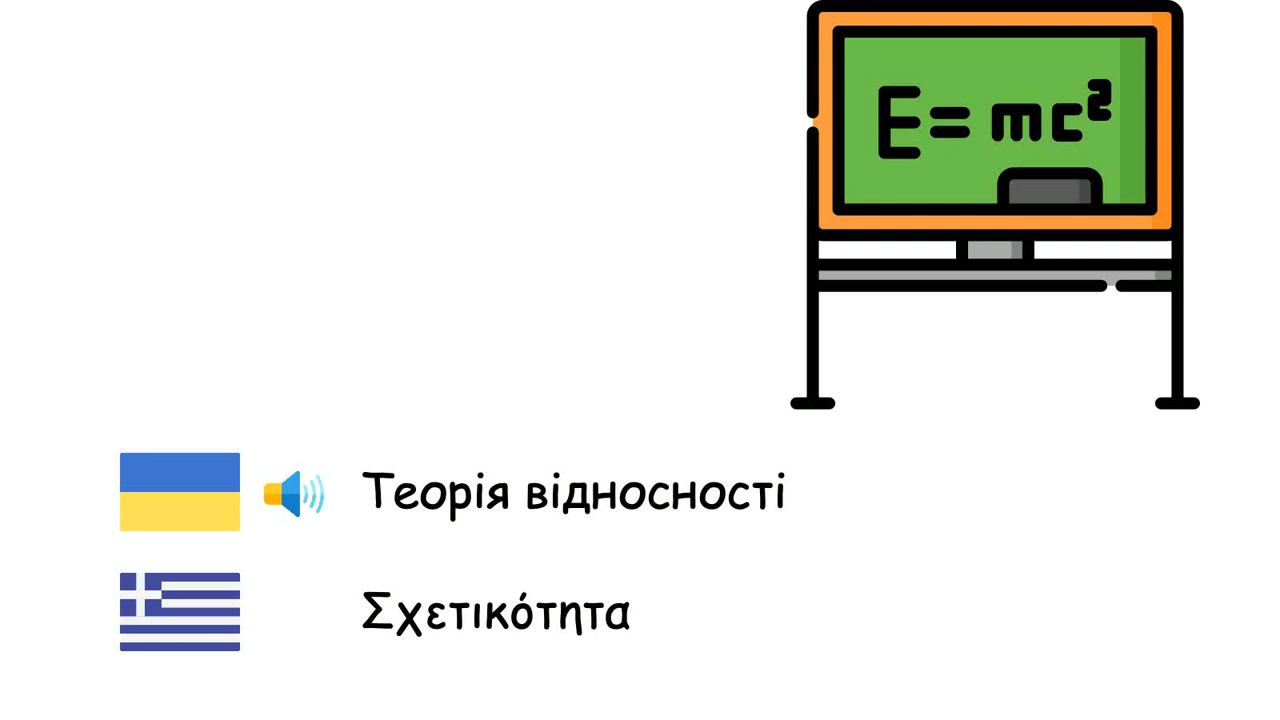 E = mc²
Теорія відносності
Σχετικότητα